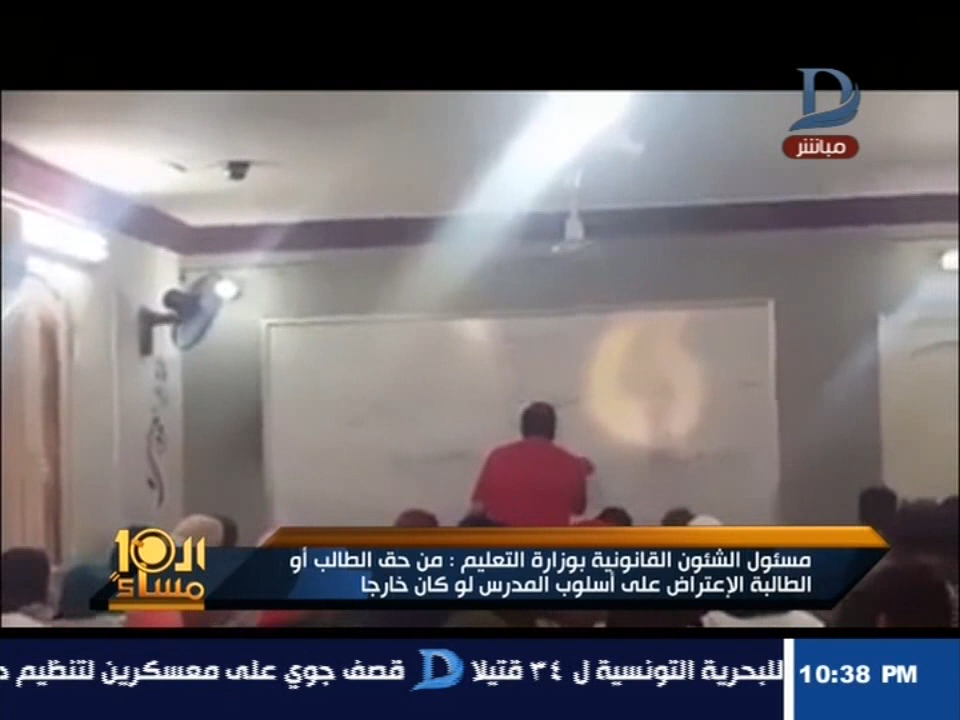 مباشر
مسئول الشئون القانونية بوزارة التعليم : من حق الطالب أو
الطالبة الإعتراض على أسلوب المدرس لو كان خارجا
الـ10
مساءً
للبحرية التونسية ل ٣٤ قتيلا
قصف جوي على معسكرين لتنظيم
10:38 PM